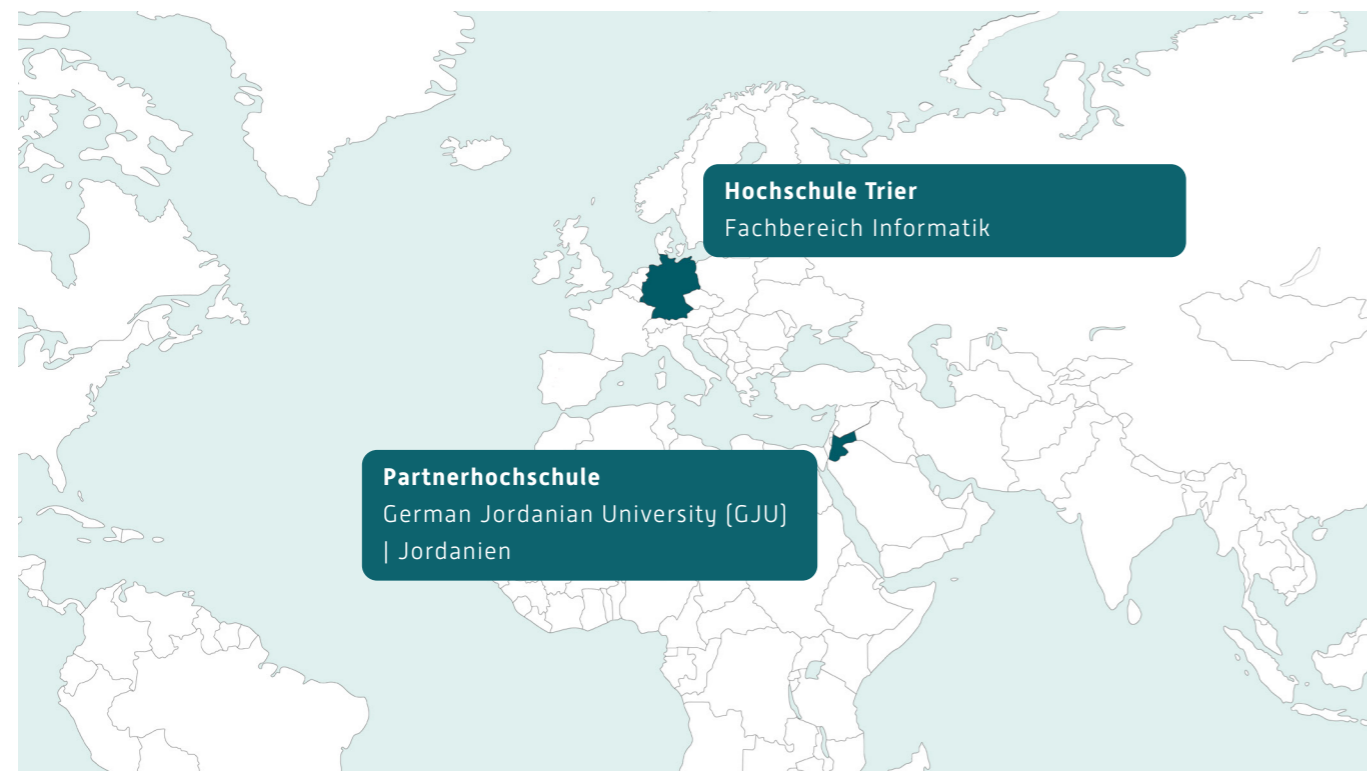 Hochschule Trier
Fachbereich Informatik
Partnerhochschule
German Jordanian University (GJU)
| Jordanien